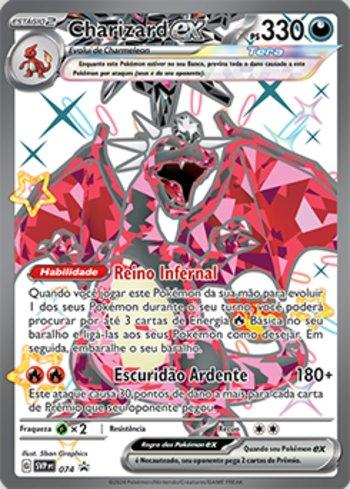 ESTÁGIO 2 Charizard ex PS 330
Evolui de Charmeleon Tera
Enquanto este Pokémon estiver no seu Banco, previna todo o dano causado a este
Pokémon por ataques (seus e do seu oponente).
Habilidade Reino Infernal
Quando você jogar este Pokémon da sua mão para evoluir
1 dos seus Pokémon durante o seu turno, você poderá
procurar por até 3 cartas de Energia Básica no seu
baralho e ligá-las aos seus Pokémon como desejar. Em
seguida, embaralhe o seu baralho.
Escuridão Ardente 180+
Este ataque causa 30 pontos de dano a mais para cada carta
de Prêmio que seu oponente pegou.
Fraqueza ×2 Resistência Recuo
Regra dos Pokémon ex Quando seu Pokémon ex
é Nocauteado, seu oponente pega 2 cartas de Prêmio.
Ilus. 5ban Graphics
G SVP PT 074
©2024 Pokémon/Nintendo/Creatures/GAME FREAK